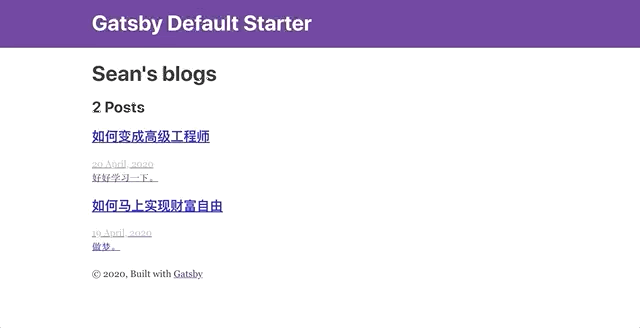 Gatsby Default Starter
Sean's blogs
2 Posts
如何变成高级工程师
20 April, 2020
好好学习一下。
如何马上实现财富自由
19 April, 2020
做梦。
© 2020, Built with Gatsby